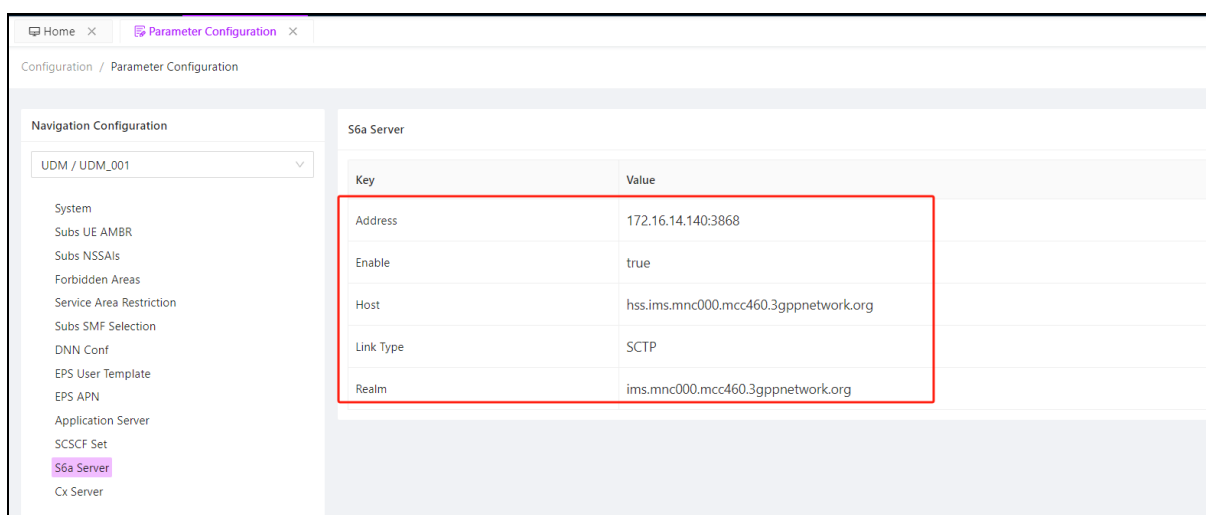 Home
Parameter Configuration
Configuration / Parameter Configuration
Navigation Configuration
UDM / UDM_001
System
Subs UE AMBR
Subs NSSAIs
Forbidden Areas
Service Area Restriction
Subs SMF Selection
DNN Conf
EPS User Template
EPS APN
Application Server
SCSCF Set
S6a Server
Cx Server
S6a Server
Key Value
Address 172.16.14.140:3868
Enable true
Host hss.ims.mnc000.mcc460.3gppnetwork.org
Link Type SCTP
Realm ims.mnc000.mcc460.3gppnetwork.org